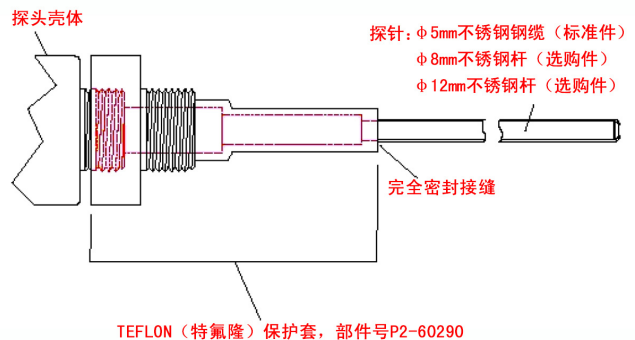 探头壳体
探针：φ5mm不锈钢钢缆（标准件）
φ8mm不锈钢杆（选购件）
φ12mm不锈钢杆（选购件）
完全密封接缝
TEFLON（特氟隆）保护套，部件号P2-60290